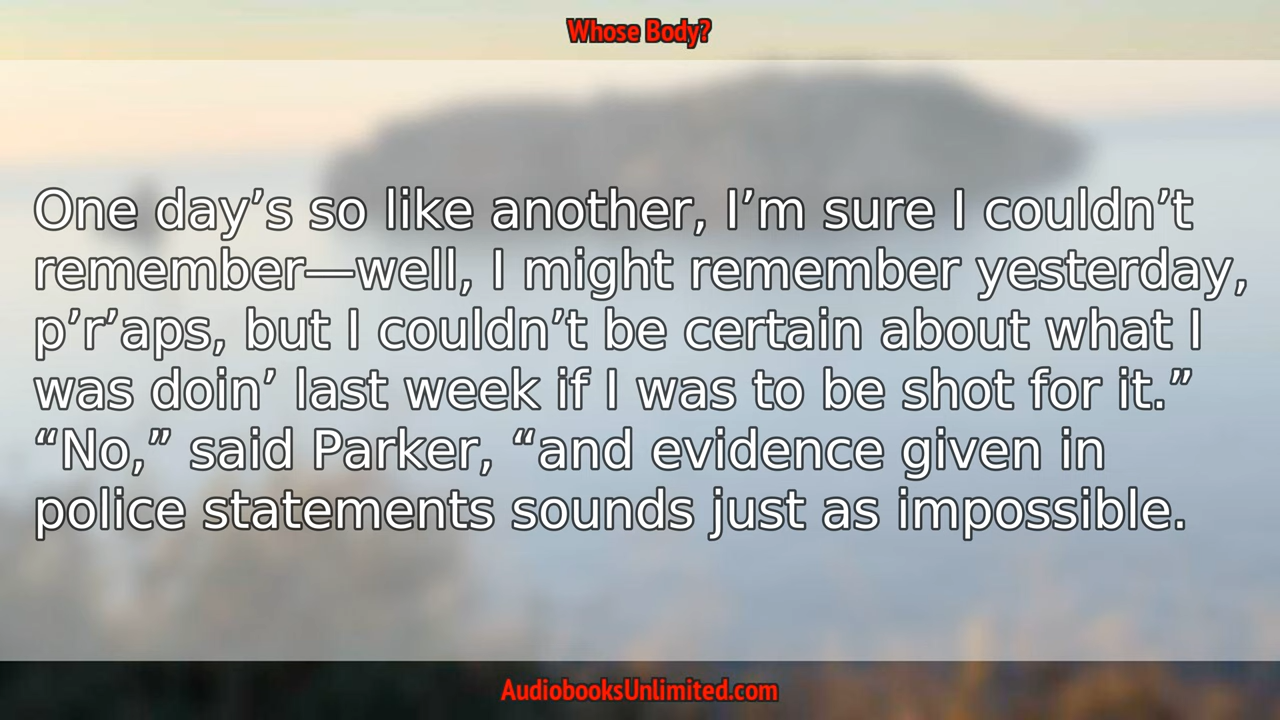 Whose Body?
One day’s so like another, I’m sure I couldn’t
remember—well, I might remember yesterday,
p’r’aps, but I couldn’t be certain about what I
was doin’ last week if I was to be shot for it.”
“No,” said Parker, “and evidence given in
police statements sounds just as impossible.
AudiobooksUnlimited.com